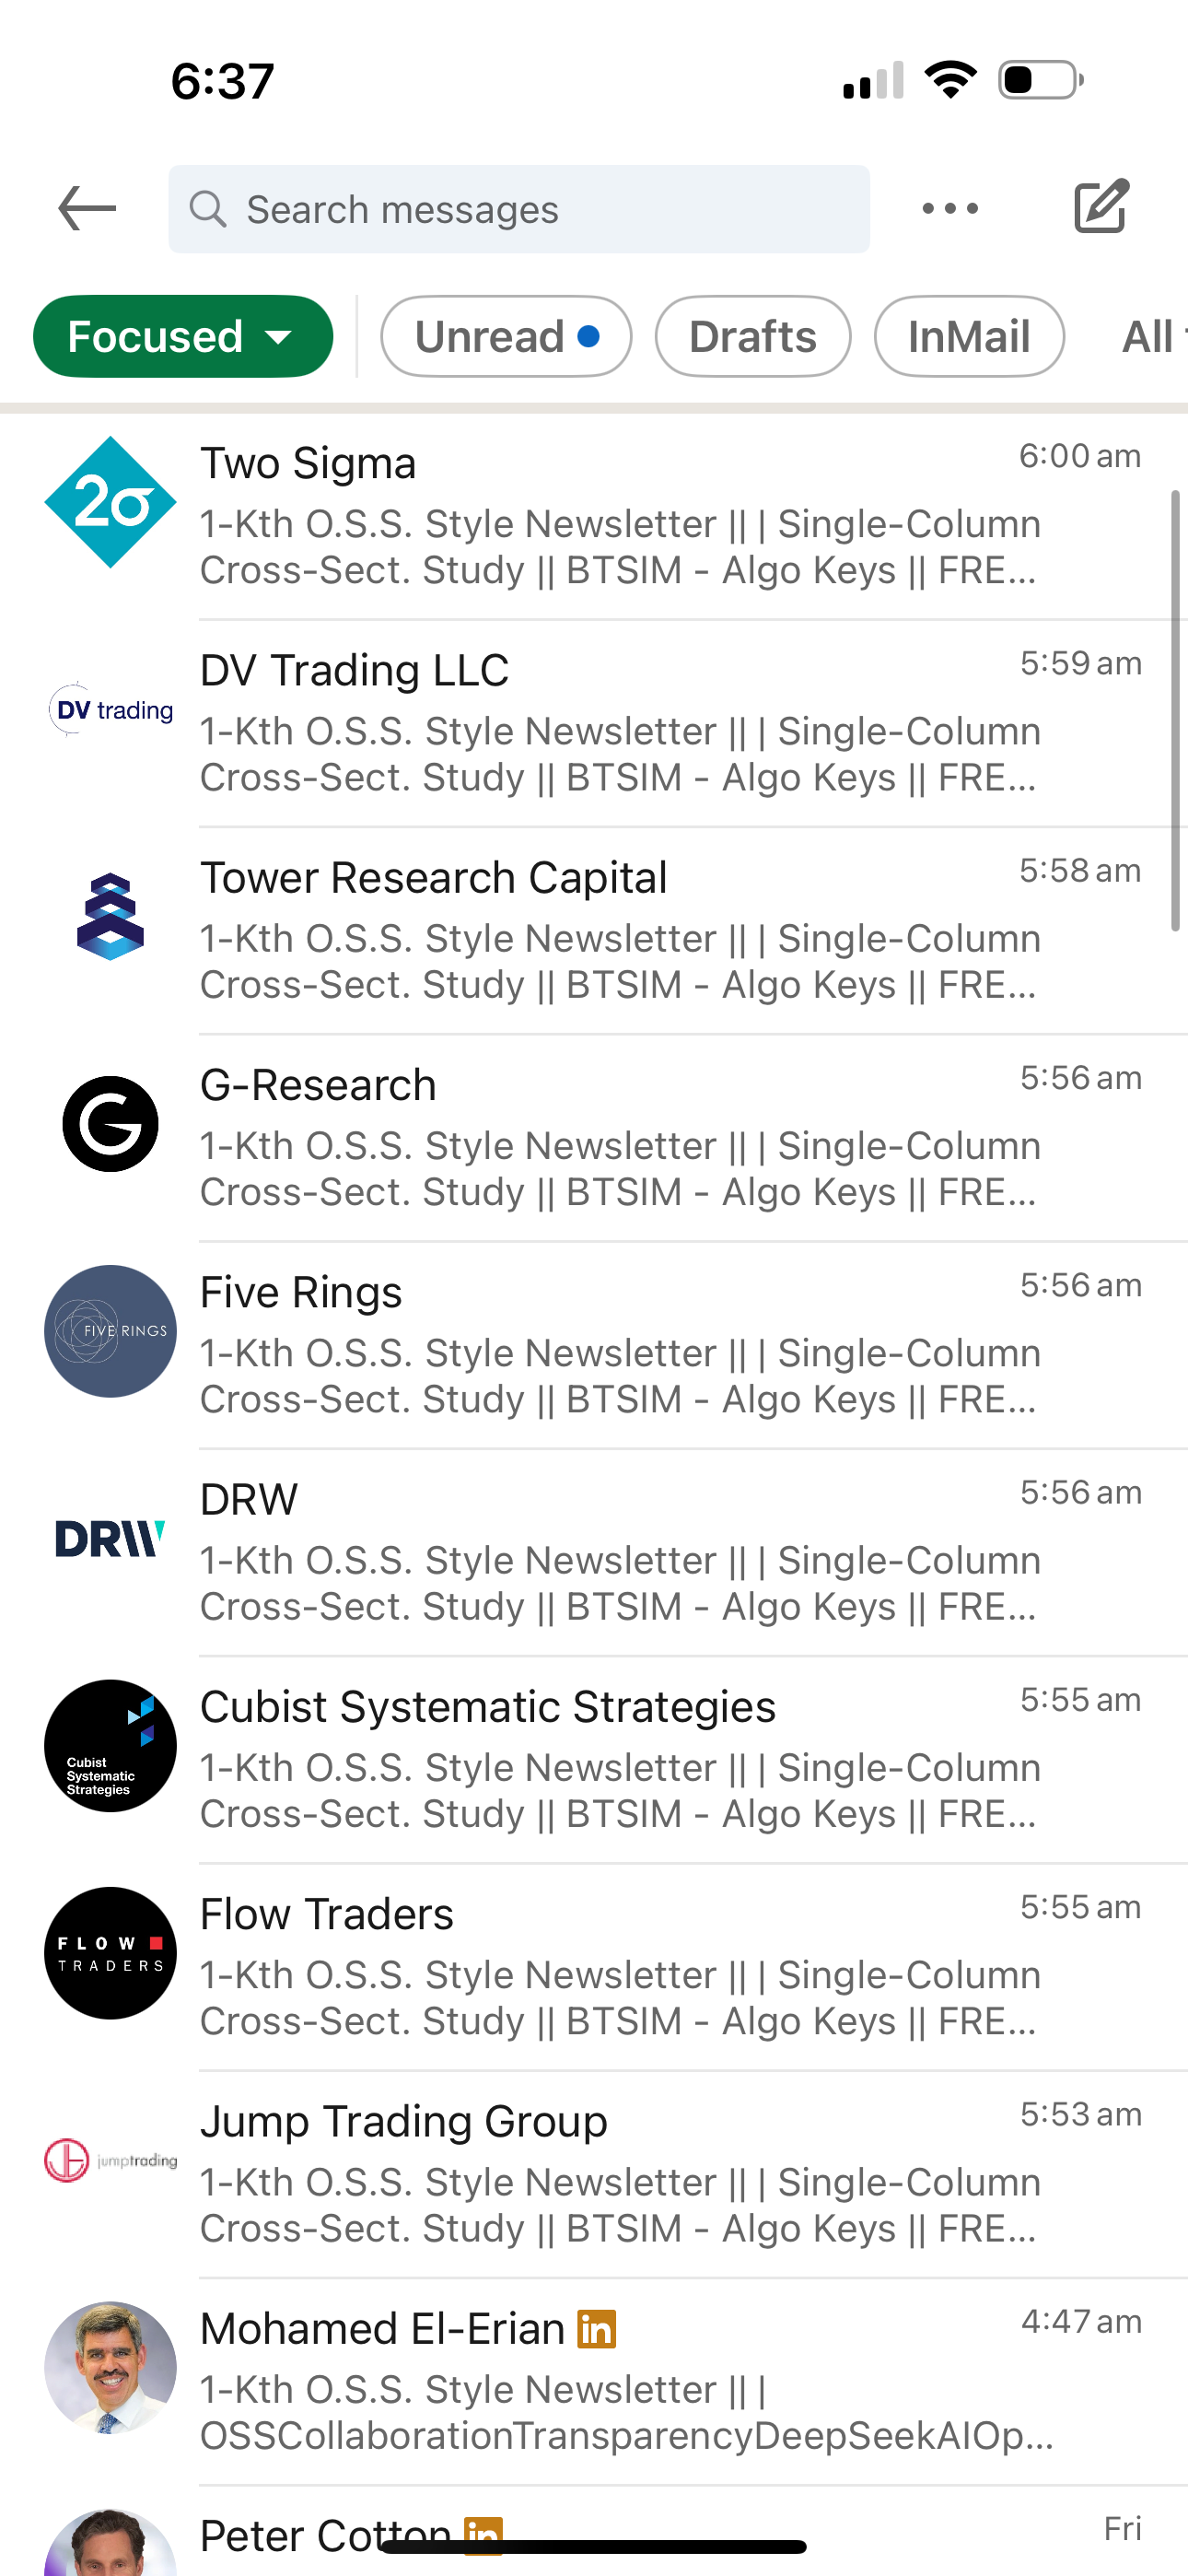 6:37
Search messages
Focused
Unread
Drafts
InMail
All
2σ
Two Sigma
6:00 am
1-Kth O.S.S. Style Newsletter || | Single-Column
Cross-Sect. Study || BTSIM - Algo Keys || FRE...
DV trading
DV Trading LLC
5:59 am
1-Kth O.S.S. Style Newsletter || | Single-Column
Cross-Sect. Study || BTSIM - Algo Keys || FRE...
Tower Research Capital
5:58 am
1-Kth O.S.S. Style Newsletter || | Single-Column
Cross-Sect. Study || BTSIM - Algo Keys || FRE...
G
G-Research
5:56 am
1-Kth O.S.S. Style Newsletter || | Single-Column
Cross-Sect. Study || BTSIM - Algo Keys || FRE...
FIVE RINGS
Five Rings
5:56 am
1-Kth O.S.S. Style Newsletter || | Single-Column
Cross-Sect. Study || BTSIM - Algo Keys || FRE...
DRW
DRW
5:56 am
1-Kth O.S.S. Style Newsletter || | Single-Column
Cross-Sect. Study || BTSIM - Algo Keys || FRE...
Cubist
Systematic
Strategies
Cubist Systematic Strategies
5:55 am
1-Kth O.S.S. Style Newsletter || | Single-Column
Cross-Sect. Study || BTSIM - Algo Keys || FRE...
FLOW
TRADERS
Flow Traders
5:55 am
1-Kth O.S.S. Style Newsletter || | Single-Column
Cross-Sect. Study || BTSIM - Algo Keys || FRE...
jumptrading
Jump Trading Group
5:53 am
1-Kth O.S.S. Style Newsletter || | Single-Column
Cross-Sect. Study || BTSIM - Algo Keys || FRE...
Mohamed El-Erian in
4:47 am
1-Kth O.S.S. Style Newsletter || |
OSSCollaborationTransparencyDeepSeekAIOp...
Peter Cotton in
Fri